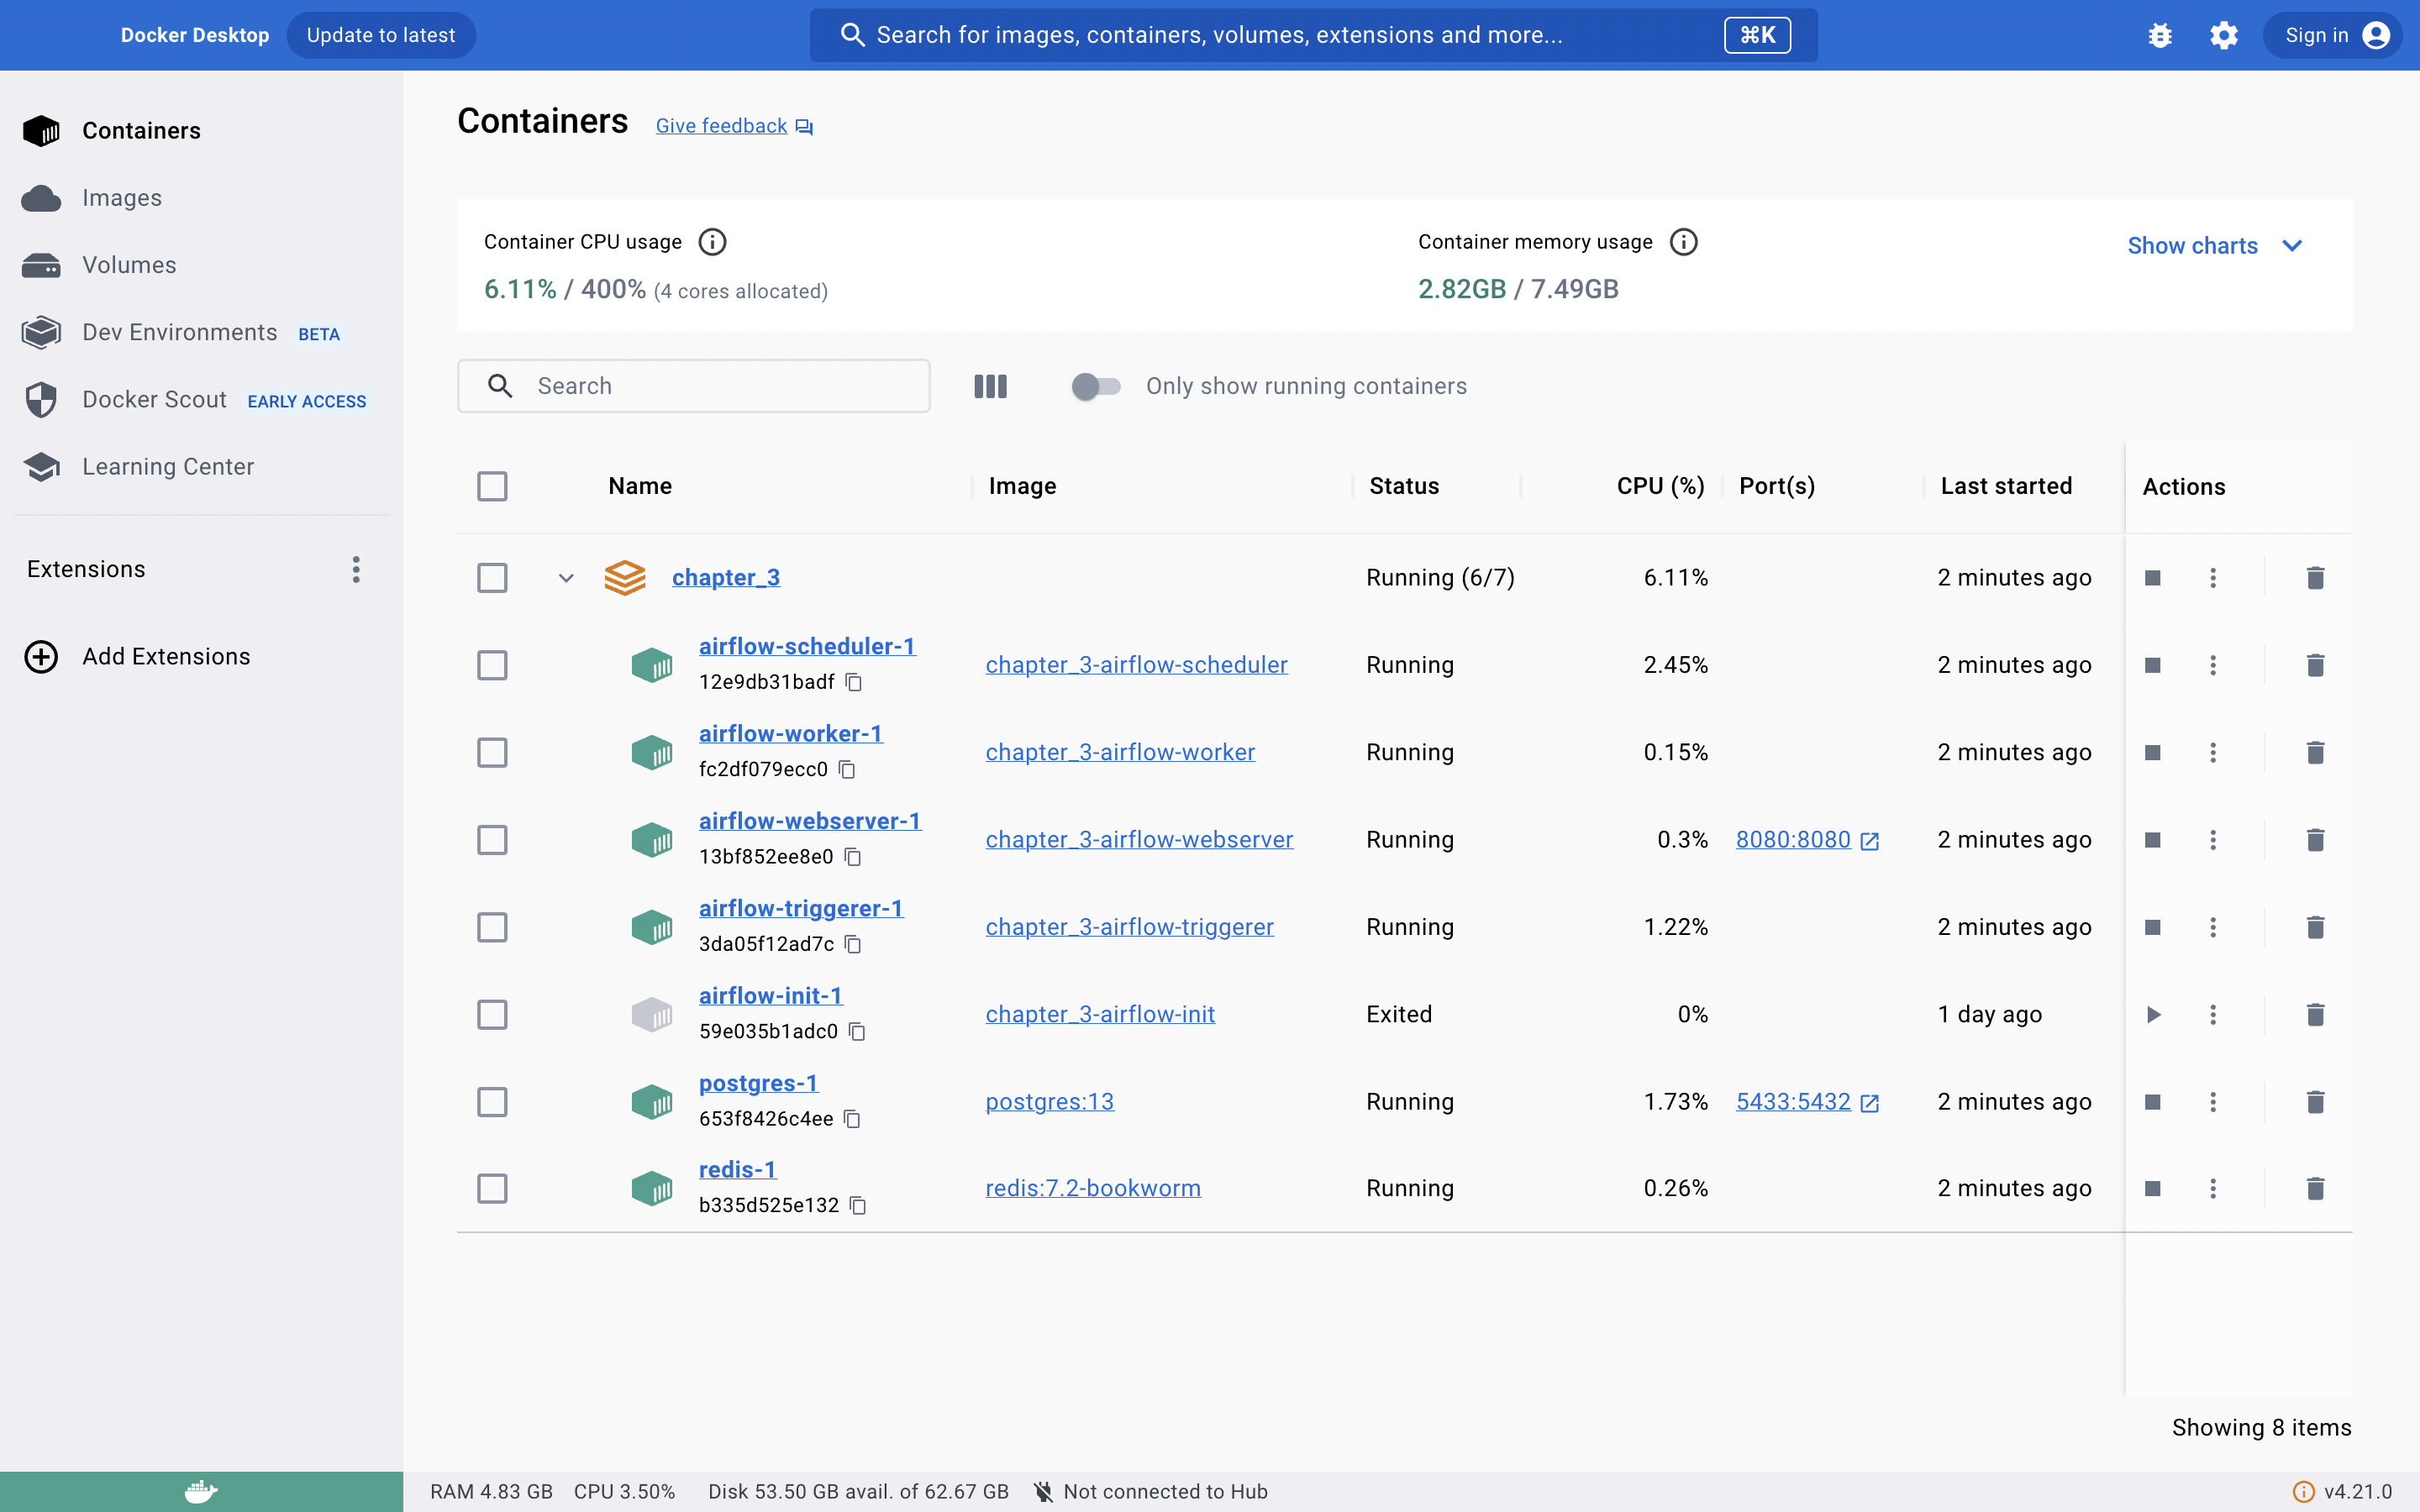 Docker Desktop Update to latest Search for images, containers, volumes, extensions and more... ⌘K Sign in
Containers
Images
Volumes
Dev Environments BETA
Docker Scout EARLY ACCESS
Learning Center
Extensions
Add Extensions
Containers Give feedback
Container CPU usage
6.11% / 400% (4 cores allocated)
Container memory usage
2.82GB / 7.49GB
Show charts
Search
Only show running containers
Name Image Status CPU (%) Port(s) Last started Actions
chapter_3 Running (6/7) 6.11% 2 minutes ago
airflow-scheduler-1
12e9db31badf
chapter_3-airflow-scheduler Running 2.45% 2 minutes ago
airflow-worker-1
fc2df079ecc0
chapter_3-airflow-worker Running 0.15% 2 minutes ago
airflow-webserver-1
13bf852ee8e0
chapter_3-airflow-webserver Running 0.3% 8080:8080 2 minutes ago
airflow-triggerer-1
3da05f12ad7c
chapter_3-airflow-triggerer Running 1.22% 2 minutes ago
airflow-init-1
59e035b1adc0
chapter_3-airflow-init Exited 0% 1 day ago
postgres-1
653f8426c4ee
postgres:13 Running 1.73% 5433:5432 2 minutes ago
redis-1
b335d525e132
redis:7.2-bookworm Running 0.26% 2 minutes ago
Showing 8 items
RAM 4.83 GB CPU 3.50% Disk 53.50 GB avail. of 62.67 GB Not connected to Hub v4.21.0